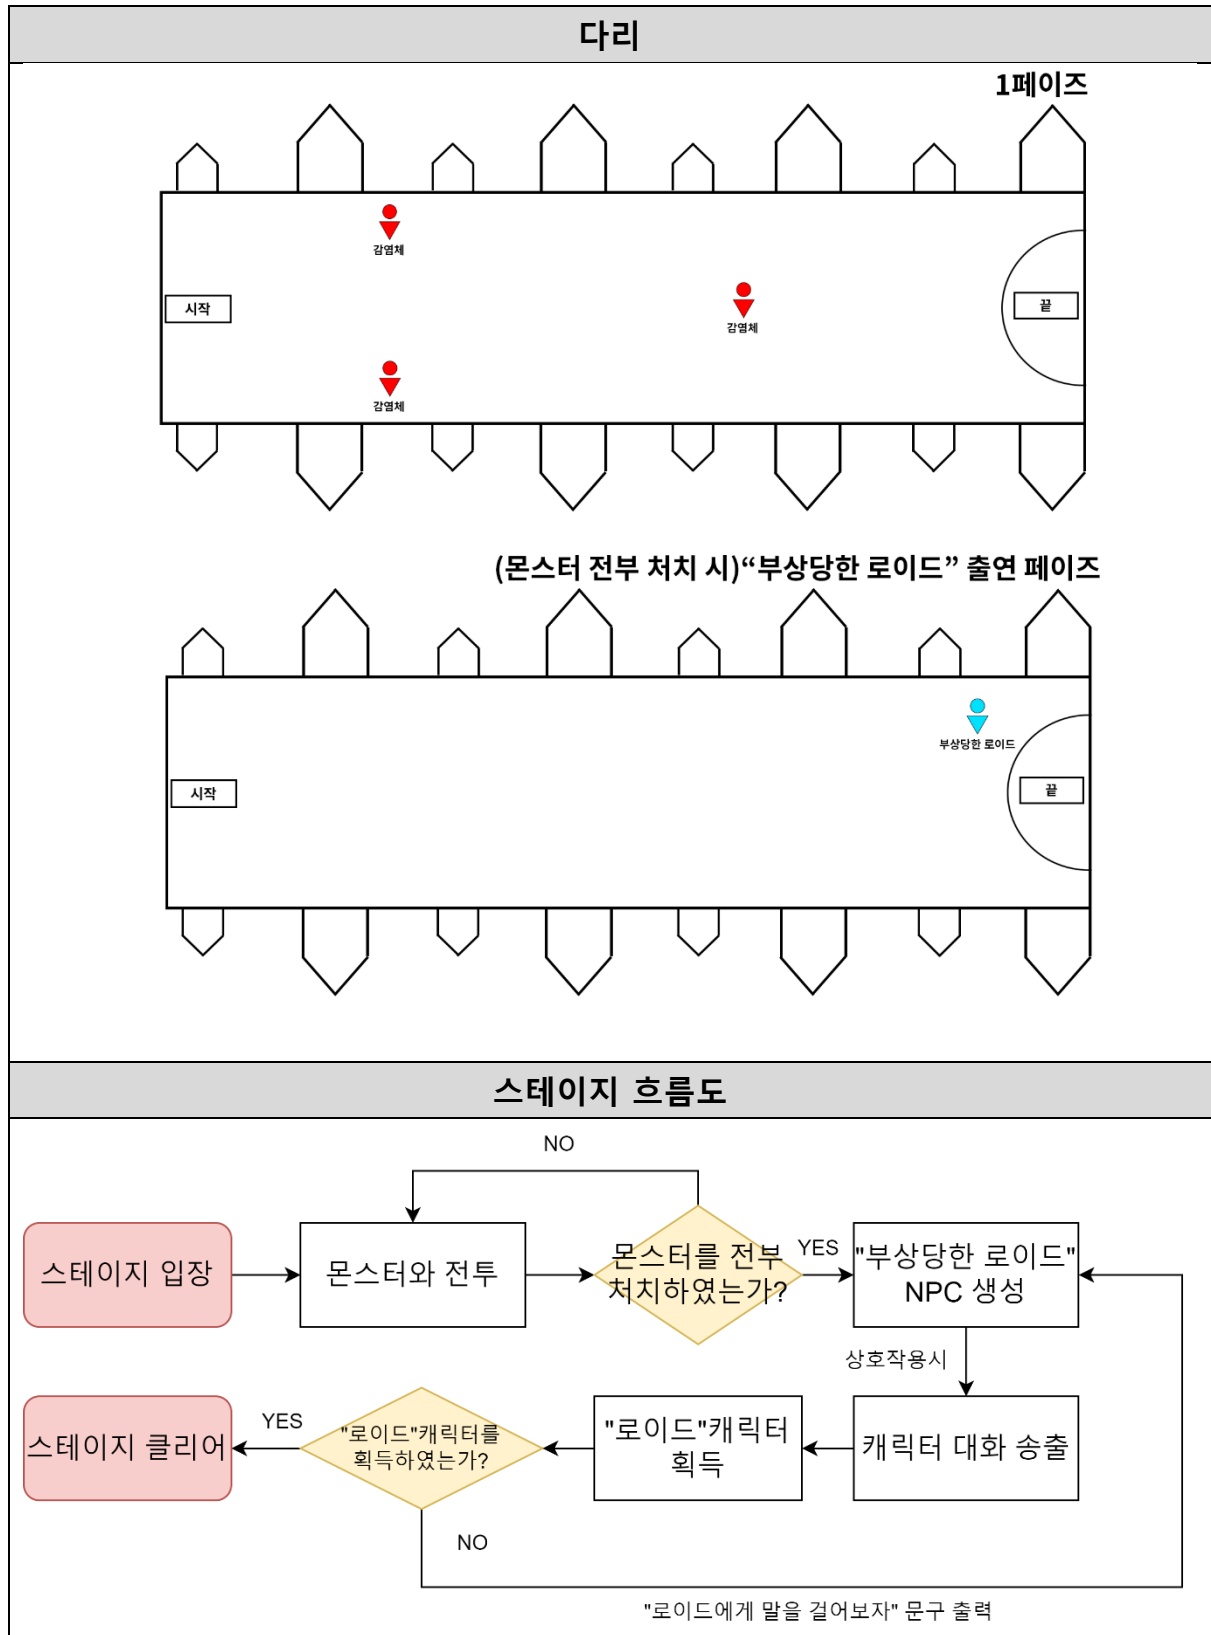 다리
1페이즈
감염체
시작
감염체
끝
감염체
(몬스터 전부 처치 시)“부상당한 로이드” 출연 페이즈
부상당한 로이드
시작
끝
스테이지 흐름도
NO
스테이지 입장
몬스터와 전투
몬스터를 전부
처치하였는가?
YES
"부상당한 로이드"
NPC 생성
상호작용시
스테이지 클리어
YES
"로이드"캐릭터를
획득하였는가?
"로이드"캐릭터
획득
캐릭터 대화 송출
NO
"로이드에게 말을 걸어보자" 문구 출력